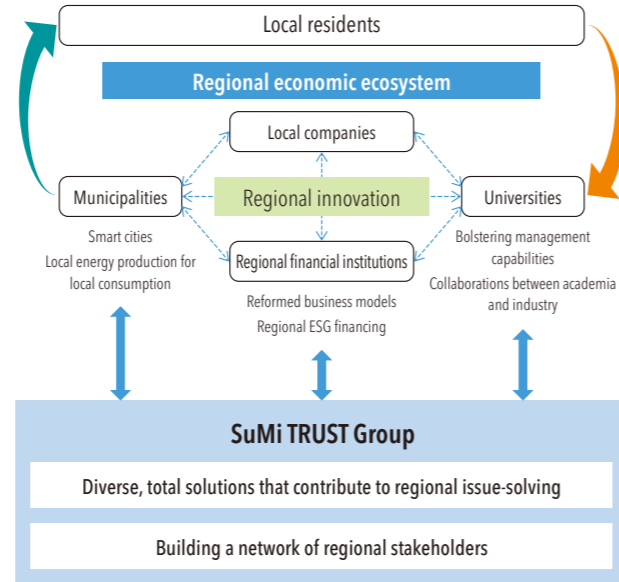 Local residents
Regional economic ecosystem
Local companies
Municipalities
Regional innovation
Universities
Smart cities
Local energy production for
local consumption
Regional financial institutions
Reformed business models
Regional ESG financing
Bolstering management
capabilities
Collaborations between academia
and industry
SuMi TRUST Group
Diverse, total solutions that contribute to regional issue-solving
Building a network of regional stakeholders